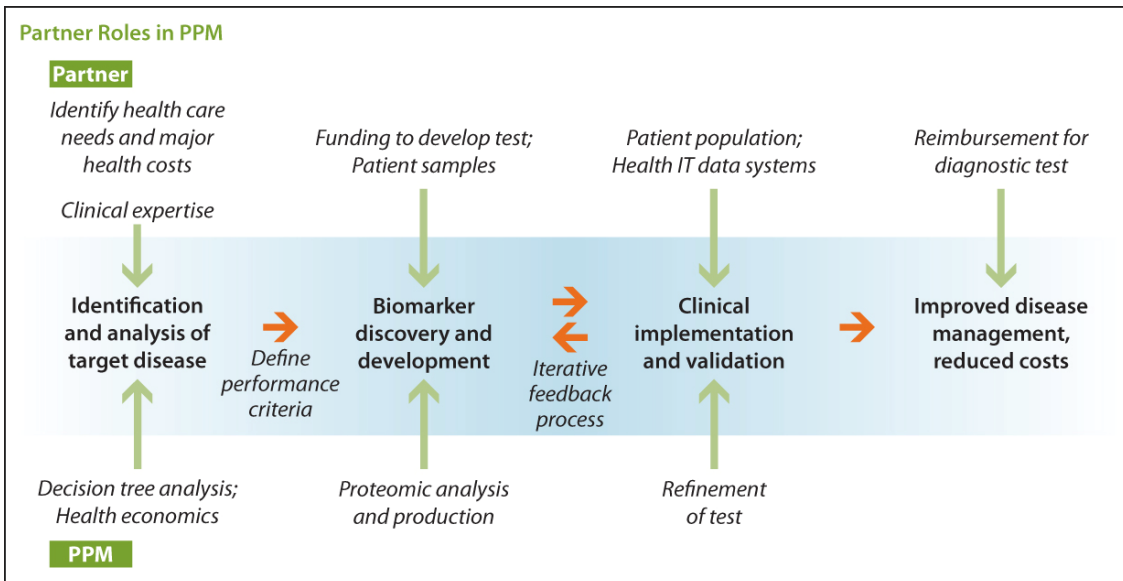 Partner Roles in PPM
Partner
Identify health care
needs and major
health costs
Clinical expertise
Funding to develop test;
Patient samples
Patient population;
Health IT data systems
Reimbursement for
diagnostic test
Identification
and analysis of
target disease
Define
performance
criteria
Biomarker
discovery and
development
Iterative
feedback
process
Clinical
implementation
and validation
Improved disease
management,
reduced costs
Decision tree analysis;
Health economics
Proteomic analysis
and production
Refinement
of test
PPM